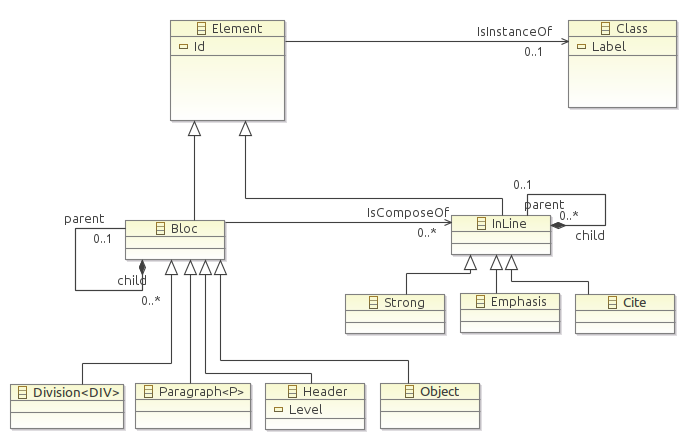 Element
Id
IsInstanceOf
0..1
Class
Label
parent
0..1
Bloc
child
0..*
IsComposeOf
0..*
0..1
parent
0..*
InLine
child
Strong
Emphasis
Cite
Division<DIV>
Paragraph<P>
Header
Level
Object